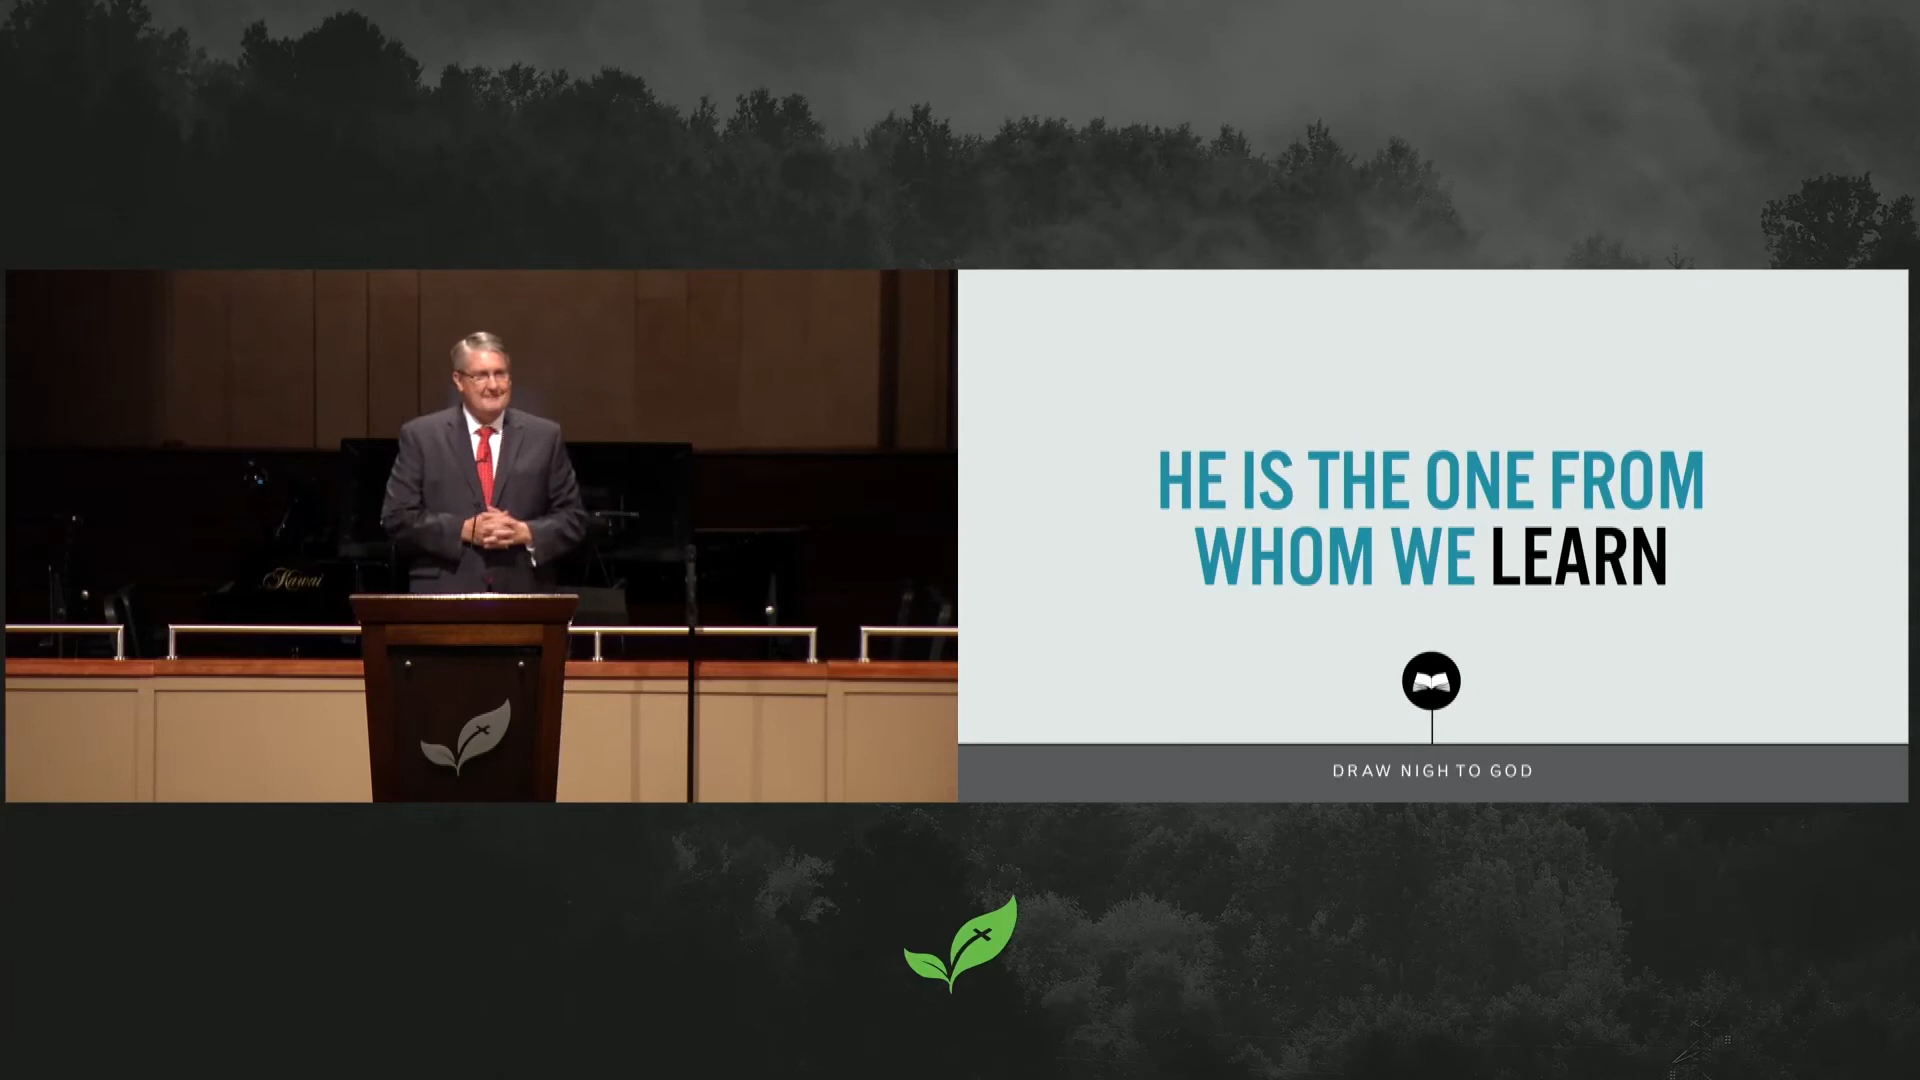 Kawai
HE IS THE ONE FROM
WHOM WE LEARN
DRAW NIGH TO GOD